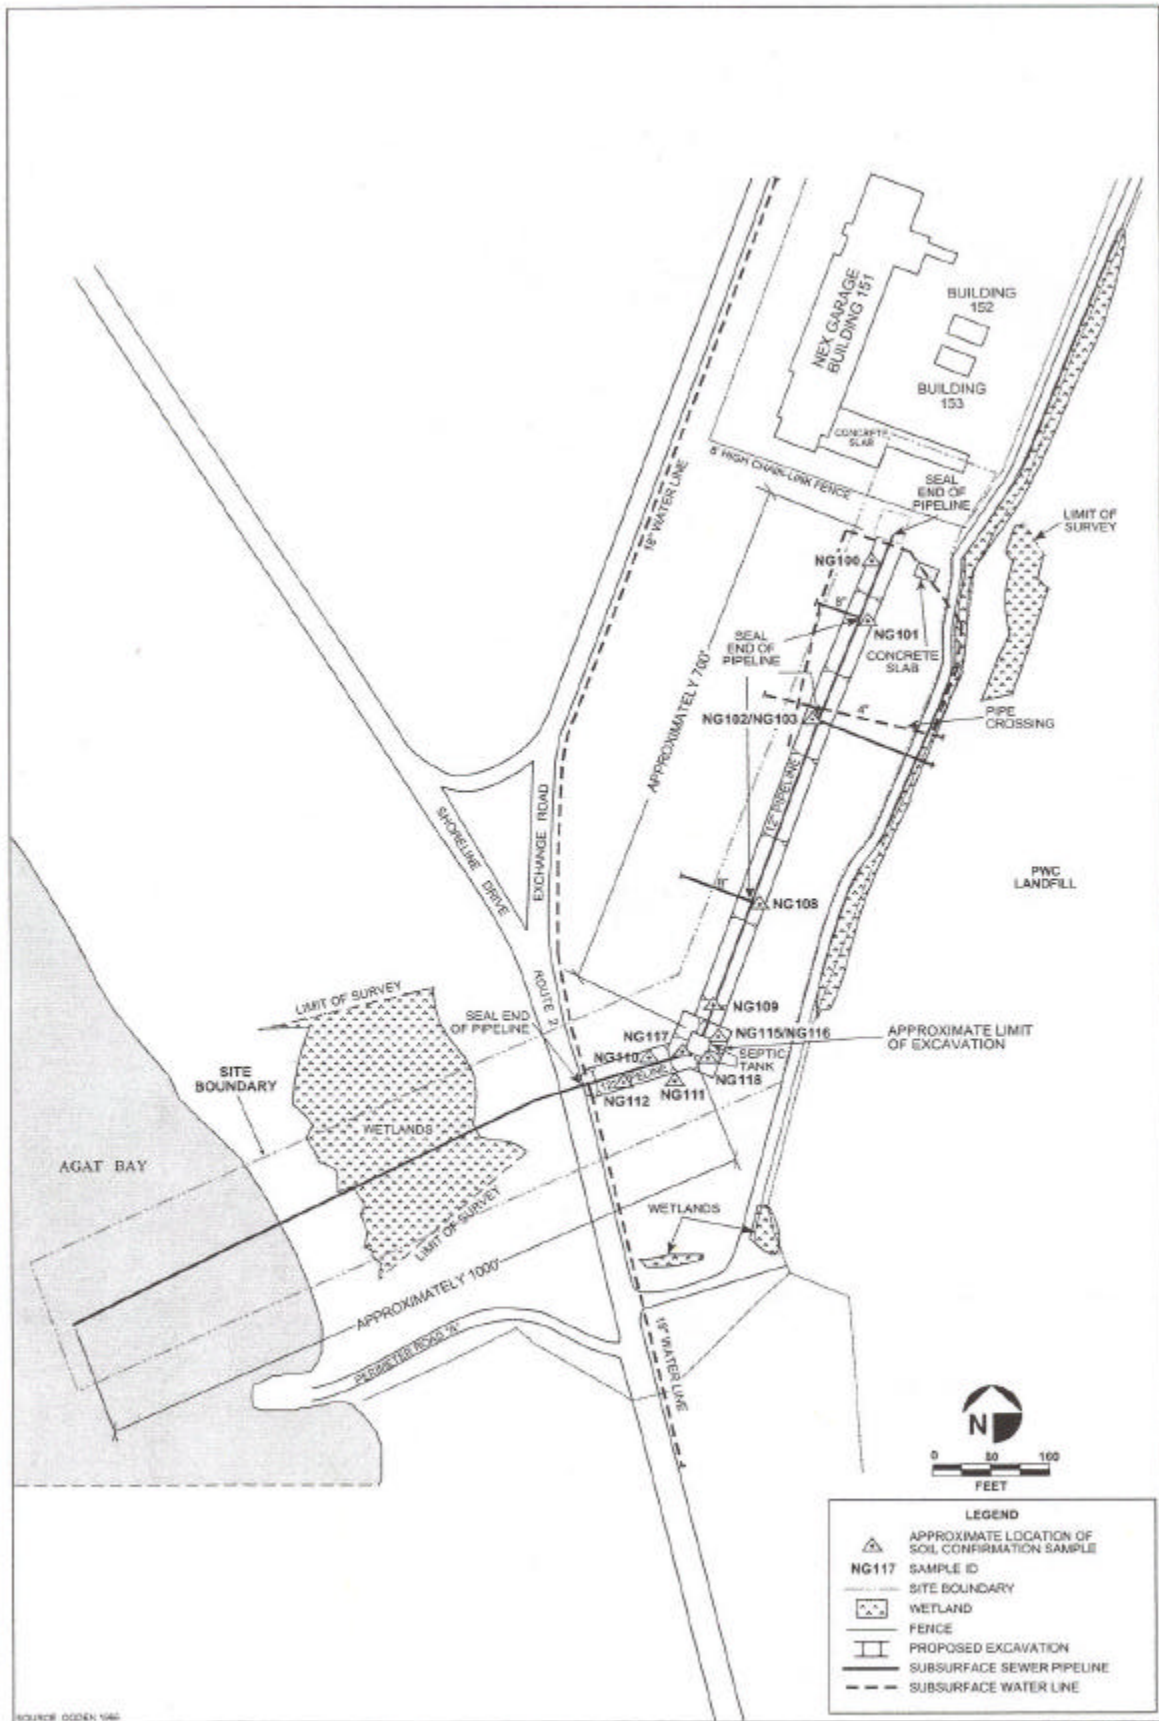 NEX GARAGE
BUILDING 151
BUILDING
152
BUILDING
153
CONCRETE
SLAB
6' HIGH CHAIN-LINK FENCE
SEAL
END OF
PIPELINE
LIMIT OF
SURVEY
18" WATER LINE
NG100
8"
NG101
SEAL
END OF
PIPELINE
CONCRETE
SLAB
APPROXIMATELY 700'
NG102/NG103
PIPE
CROSSING
12" PIPELINE
SHORELINE DRIVE
EXCHANGE ROAD
PWC
LANDFILL
NG108
ROUTE 2
LIMIT OF SURVEY
SEAL END
OF PIPELINE
NG109
NG117
NG115/NG116
APPROXIMATE LIMIT
OF EXCAVATION
NG110
SEPTIC
TANK
NG118
SITE
BOUNDARY
NG112
NG111
WETLANDS
AGAT BAY
LIMIT OF SURVEY
WETLANDS
APPROXIMATELY 1000'
PERIMETER ROAD "A"
18" WATER LINE
N
0 80 160
FEET
LEGEND
APPROXIMATE LOCATION OF
SOIL CONFIRMATION SAMPLE
NG117 SAMPLE ID
SITE BOUNDARY
WETLAND
FENCE
PROPOSED EXCAVATION
SUBSURFACE SEWER PIPELINE
SUBSURFACE WATER LINE
SOURCE OGDEN